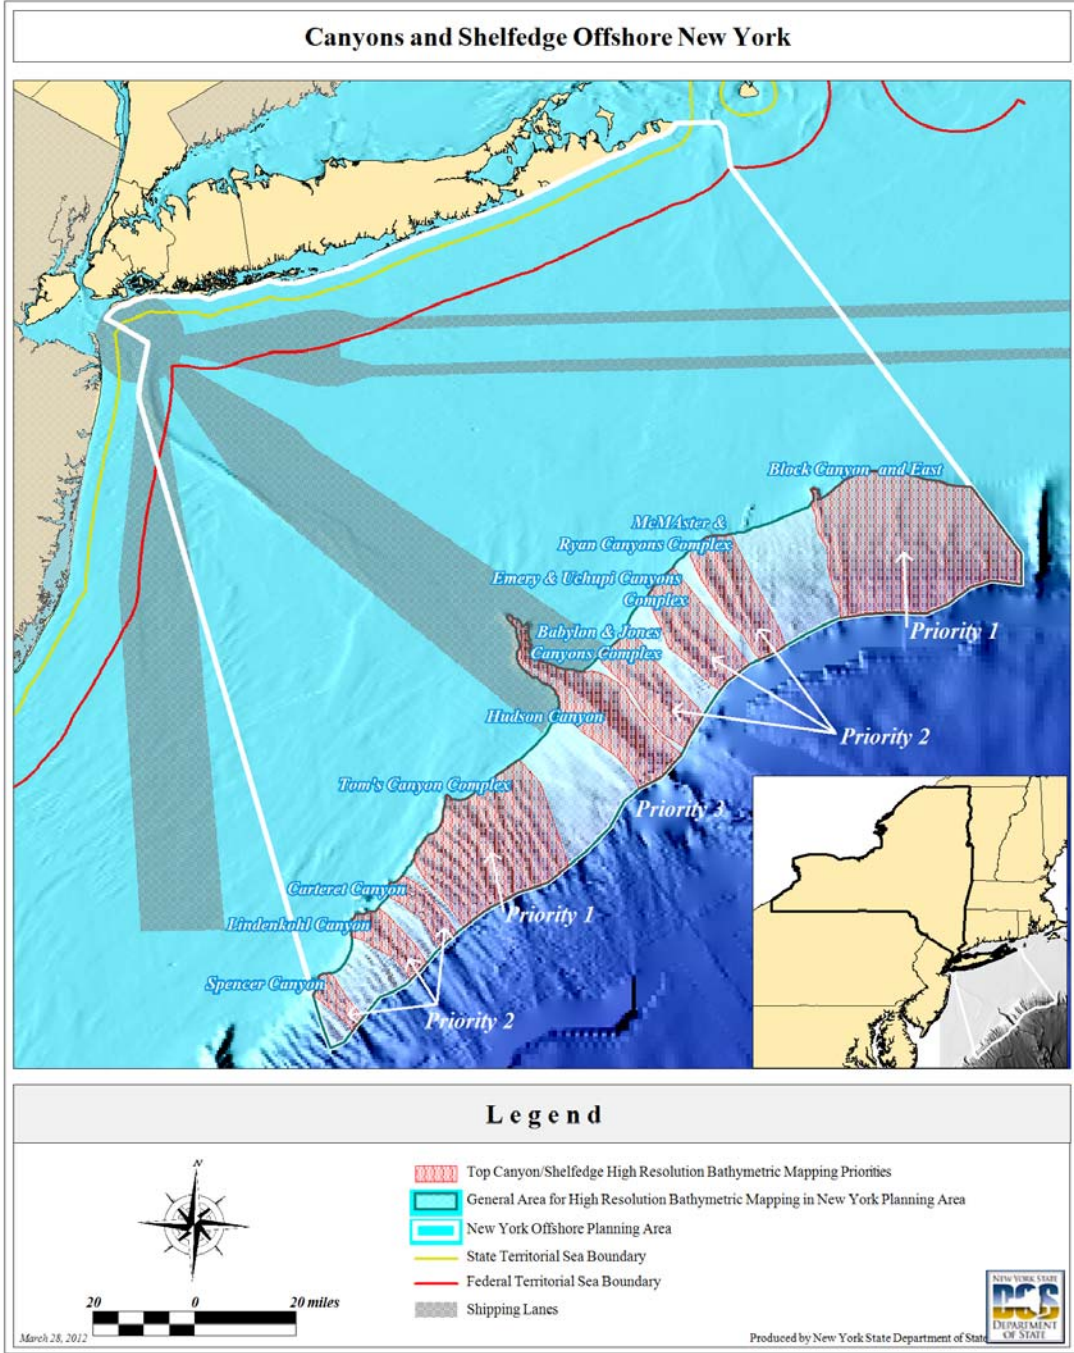 Canyons and Shelfedge Offshore New York
Block Canyon and East
McMAster &
Ryan Canyons Complex
Emery & Uchupi Canyons
Complex
Babylon & Jones
Canyons Complex
Priority 1
Hudson Canyon
Priority 2
Tom's Canyon Complex
Priority 3
Carteret Canyon
Priority 1
Lindenkohl Canyon
Spencer Canyon
Priority 2
Legend
N
Top Canyon/Shelfedge High Resolution Bathymetric Mapping Priorities
General Area for High Resolution Bathymetric Mapping in New York Planning Area
New York Offshore Planning Area
State Territorial Sea Boundary
Federal Territorial Sea Boundary
Shipping Lanes
20 0 20 miles
March 28, 2012
Produced by New York State Department of State
NEW YORK STATE
DOS
DEPARTMENT
OF STATE